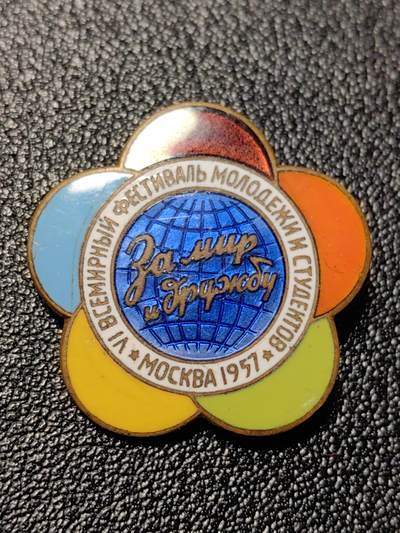 VI ВСЕМИРНЫЙ ФЕСТИВАЛЬ МОЛОДЕЖИ И СТУДЕНТОВ
За мир
и дружбу
★ МОСКВА 1957 ★